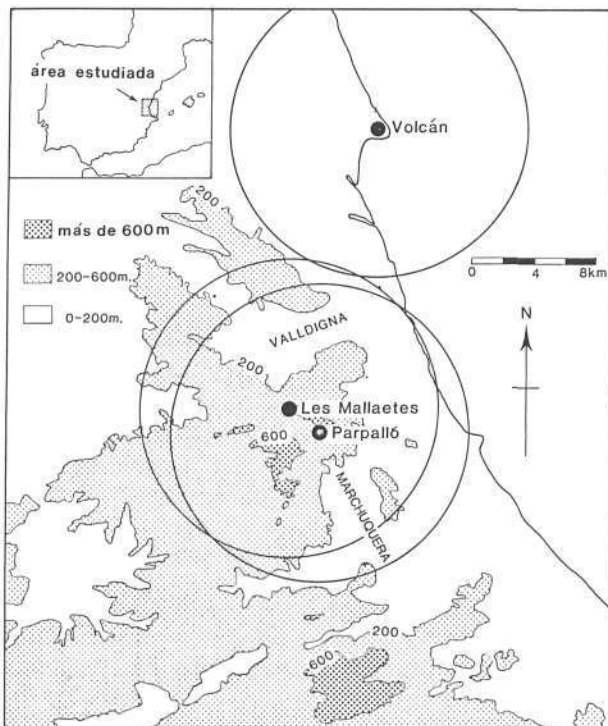 área estudiada
Volcán
200
más de 600 m
200-600m.
0-200m.
0 4 8km
N
VALLDIGNA
200
Les Mallaetes
600
Parpalló
MARCHUQUERA
200
600